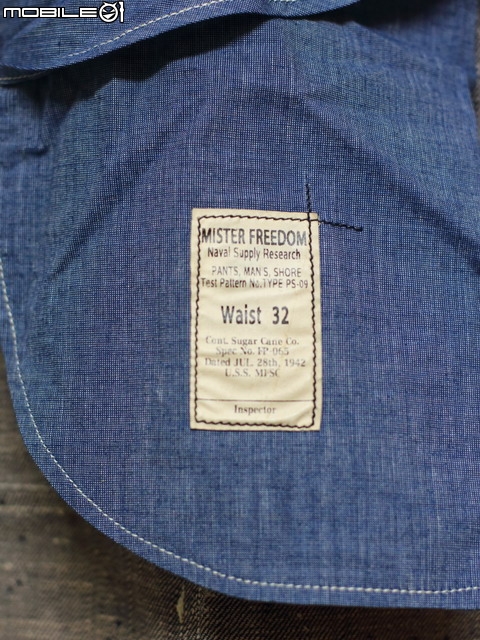 MOBILE01
MISTER FREEDOM
Naval Supply Research
PANTS, MAN'S, SHORE
Test Pattern No.TYPE PS-09
Waist 32
Cont. Sugar Cane Co.
Spec No. FP-065
Dated JUL. 28th, 1942
U.S.S. MFSC
Inspector